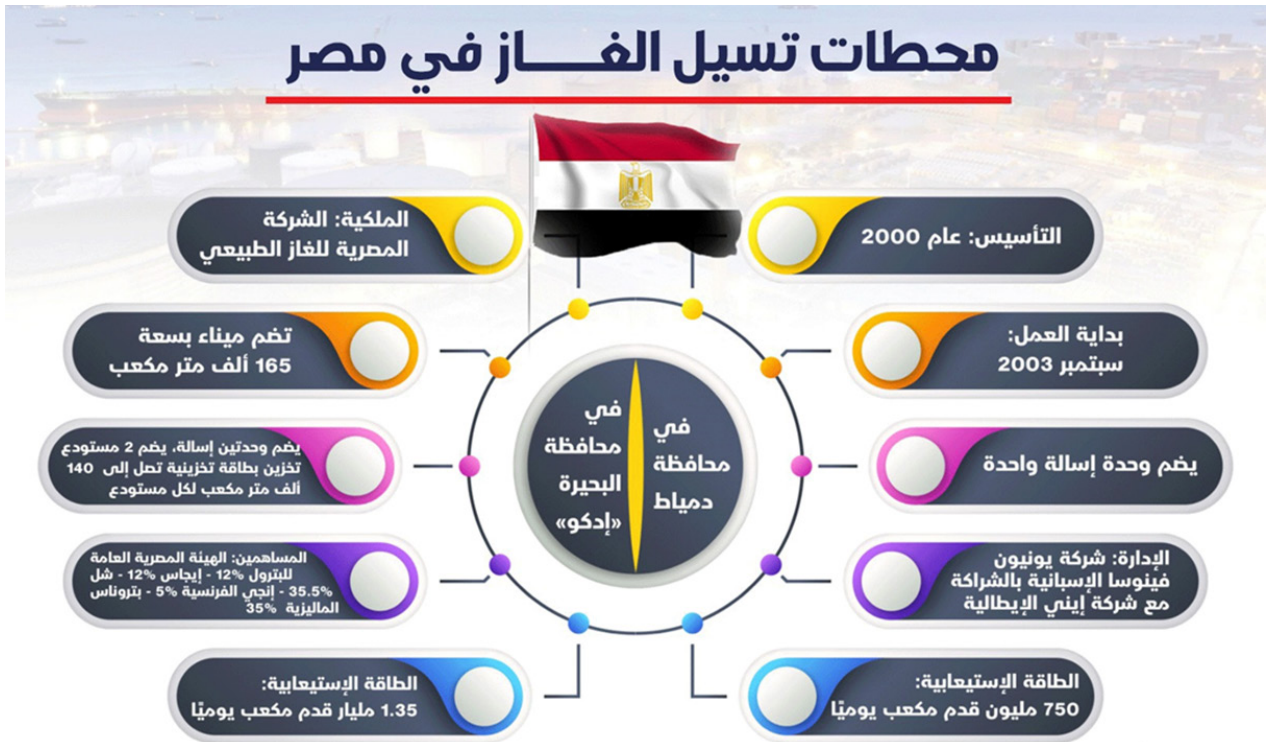 محطات تسيل الغـــــاز في مصر
في
محافظة
دمياط
التأسيس: عام 2000
بداية العمل:
سبتمبر 2003
يضم وحدة إسالة واحدة
الإدارة: شركة يونيون
فينوسا الإسبانية بالشراكة
مع شركة إيني الإيطالية
الطاقة الإستيعابية:
750 مليون قدم مكعب يوميًا
في
محافظة
البحيرة
«إدكو»
الملكية: الشركة
المصرية للغاز الطبيعي
تضم ميناء بسعة
165 ألف متر مكعب
يضم وحدتين إسالة، يضم 2 مستودع
تخزين بطاقة تخزينية تصل إلى 140
ألف متر مكعب لكل مستودع
المساهمين: الهيئة المصرية العامة
للبترول 12% - إيجاس 12% - شل
35.5% - إنجي الفرنسية 5% - بتروناس
الماليزية 35%
الطاقة الإستيعابية:
1.35 مليار قدم مكعب يوميًا